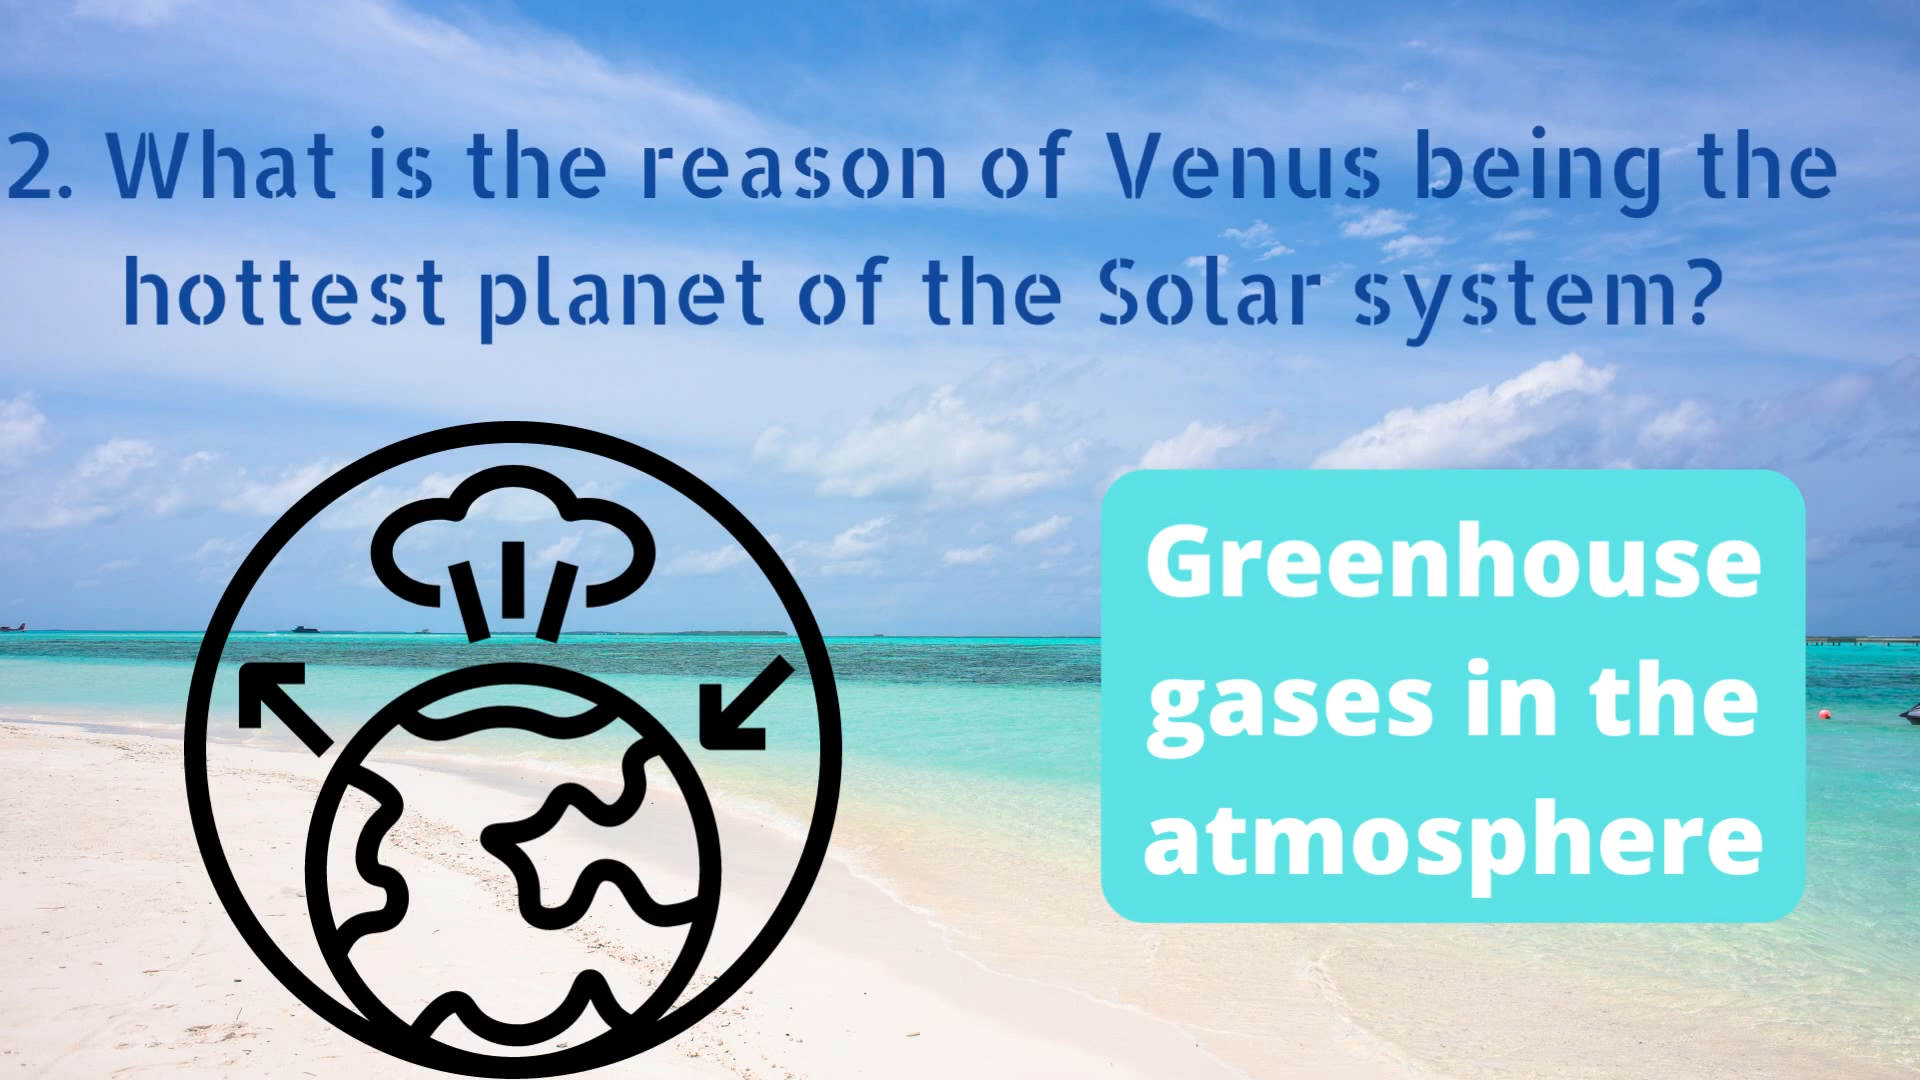 2. What is the reason of Venus being the
hottest planet of the Solar system?
Greenhouse
gases in the
atmosphere